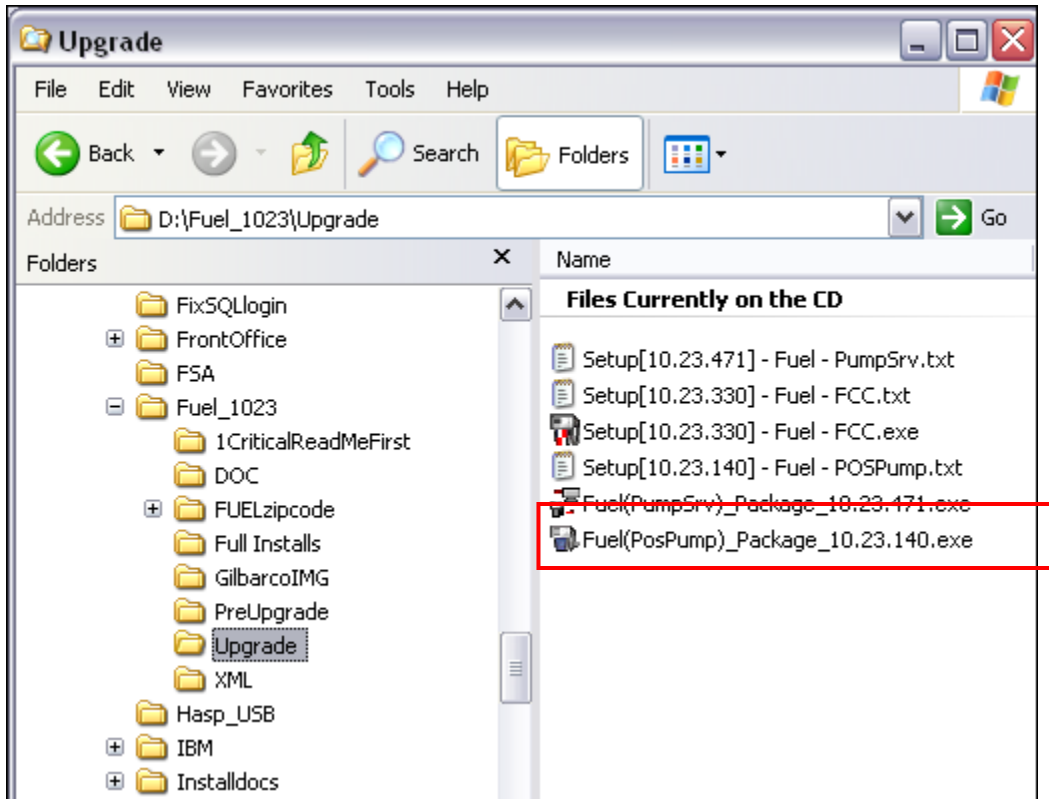 Upgrade
File Edit View Favorites Tools Help
Back Search Folders
Address D:\Fuel_1023\Upgrade Go
Folders x Name
Files Currently on the CD
FixSQLlogin
FrontOffice
FSA
Fuel_1023
1CriticalReadMeFirst
DOC
FUELzipcode
Full Installs
GilbarcoIMG
PreUpgrade
Upgrade
XML
Hasp_USB
IBM
Installdocs
Setup[10.23.471] - Fuel - PumpSrv.txt
Setup[10.23.330] - Fuel - FCC.txt
Setup[10.23.330] - Fuel - FCC.exe
Setup[10.23.140] - Fuel - POSPump.txt
Fuel(PumpSrv)_Package_10.23.471.exe
Fuel(PosPump)_Package_10.23.140.exe